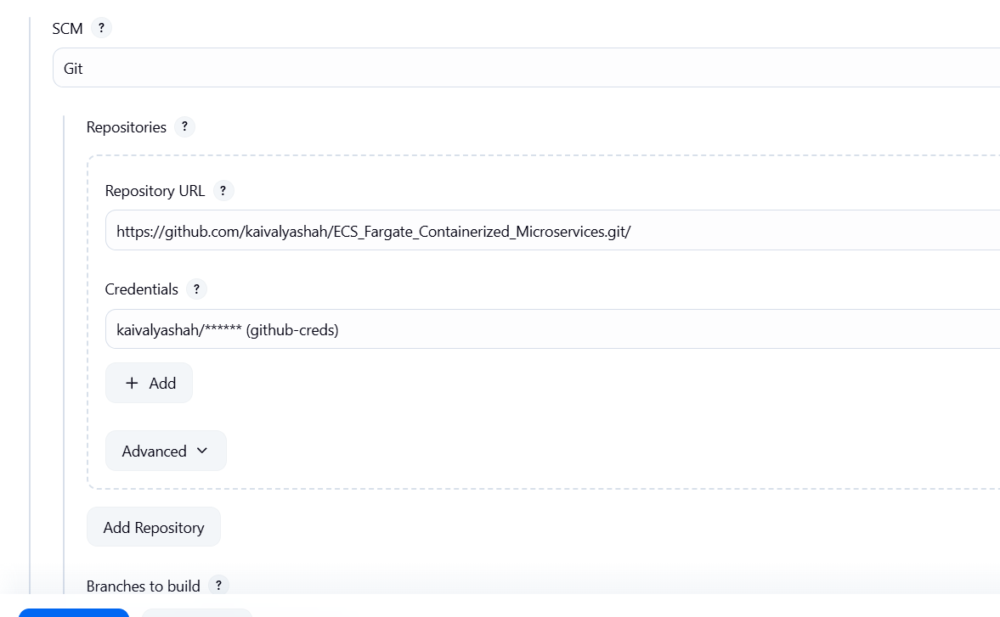 SCM ?
Git
Repositories ?
Repository URL ?
https://github.com/kaivalyashah/ECS_Fargate_Containerized_Microservices.git/
Credentials ?
kaivalyashah/****** (github-creds)
+ Add
Advanced
Add Repository
Branches to build ?